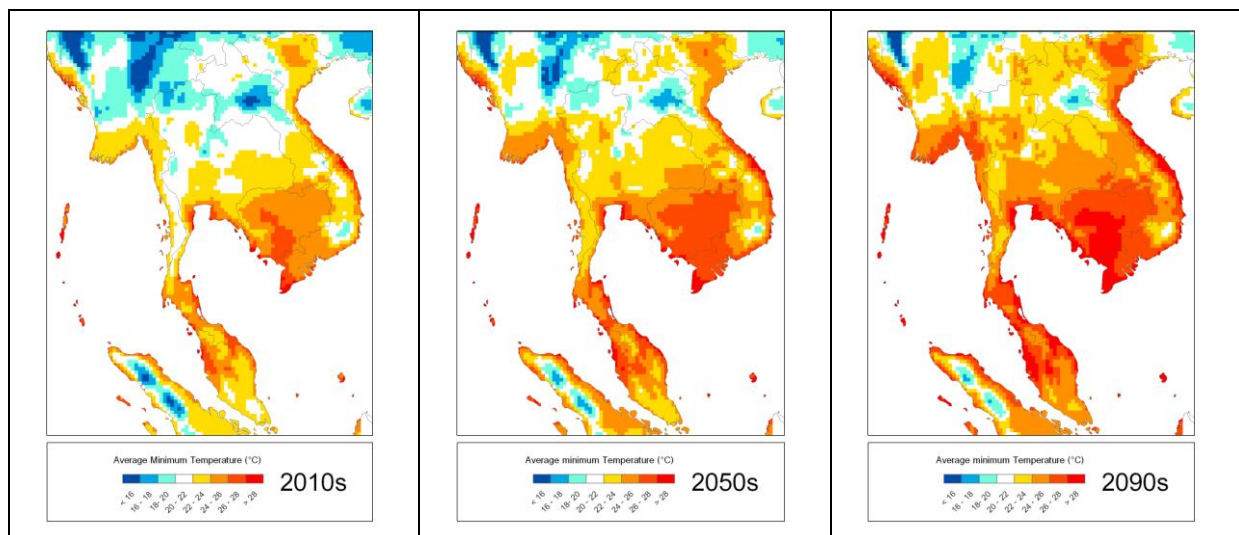 Average Minimum Temperature (°C)
< 16
16 - 18
18- 20
20 - 22
22 - 24
24 - 26
26 - 28
> 28
2010s
Average minimum Temperature (°C)
< 16
16 - 18
18- 20
20 - 22
22 - 24
24 - 26
26 - 28
> 28
2050s
Average minimum Temperature (°C)
< 16
16 - 18
18- 20
20 - 22
22 - 24
24 - 26
26 - 28
> 28
2090s